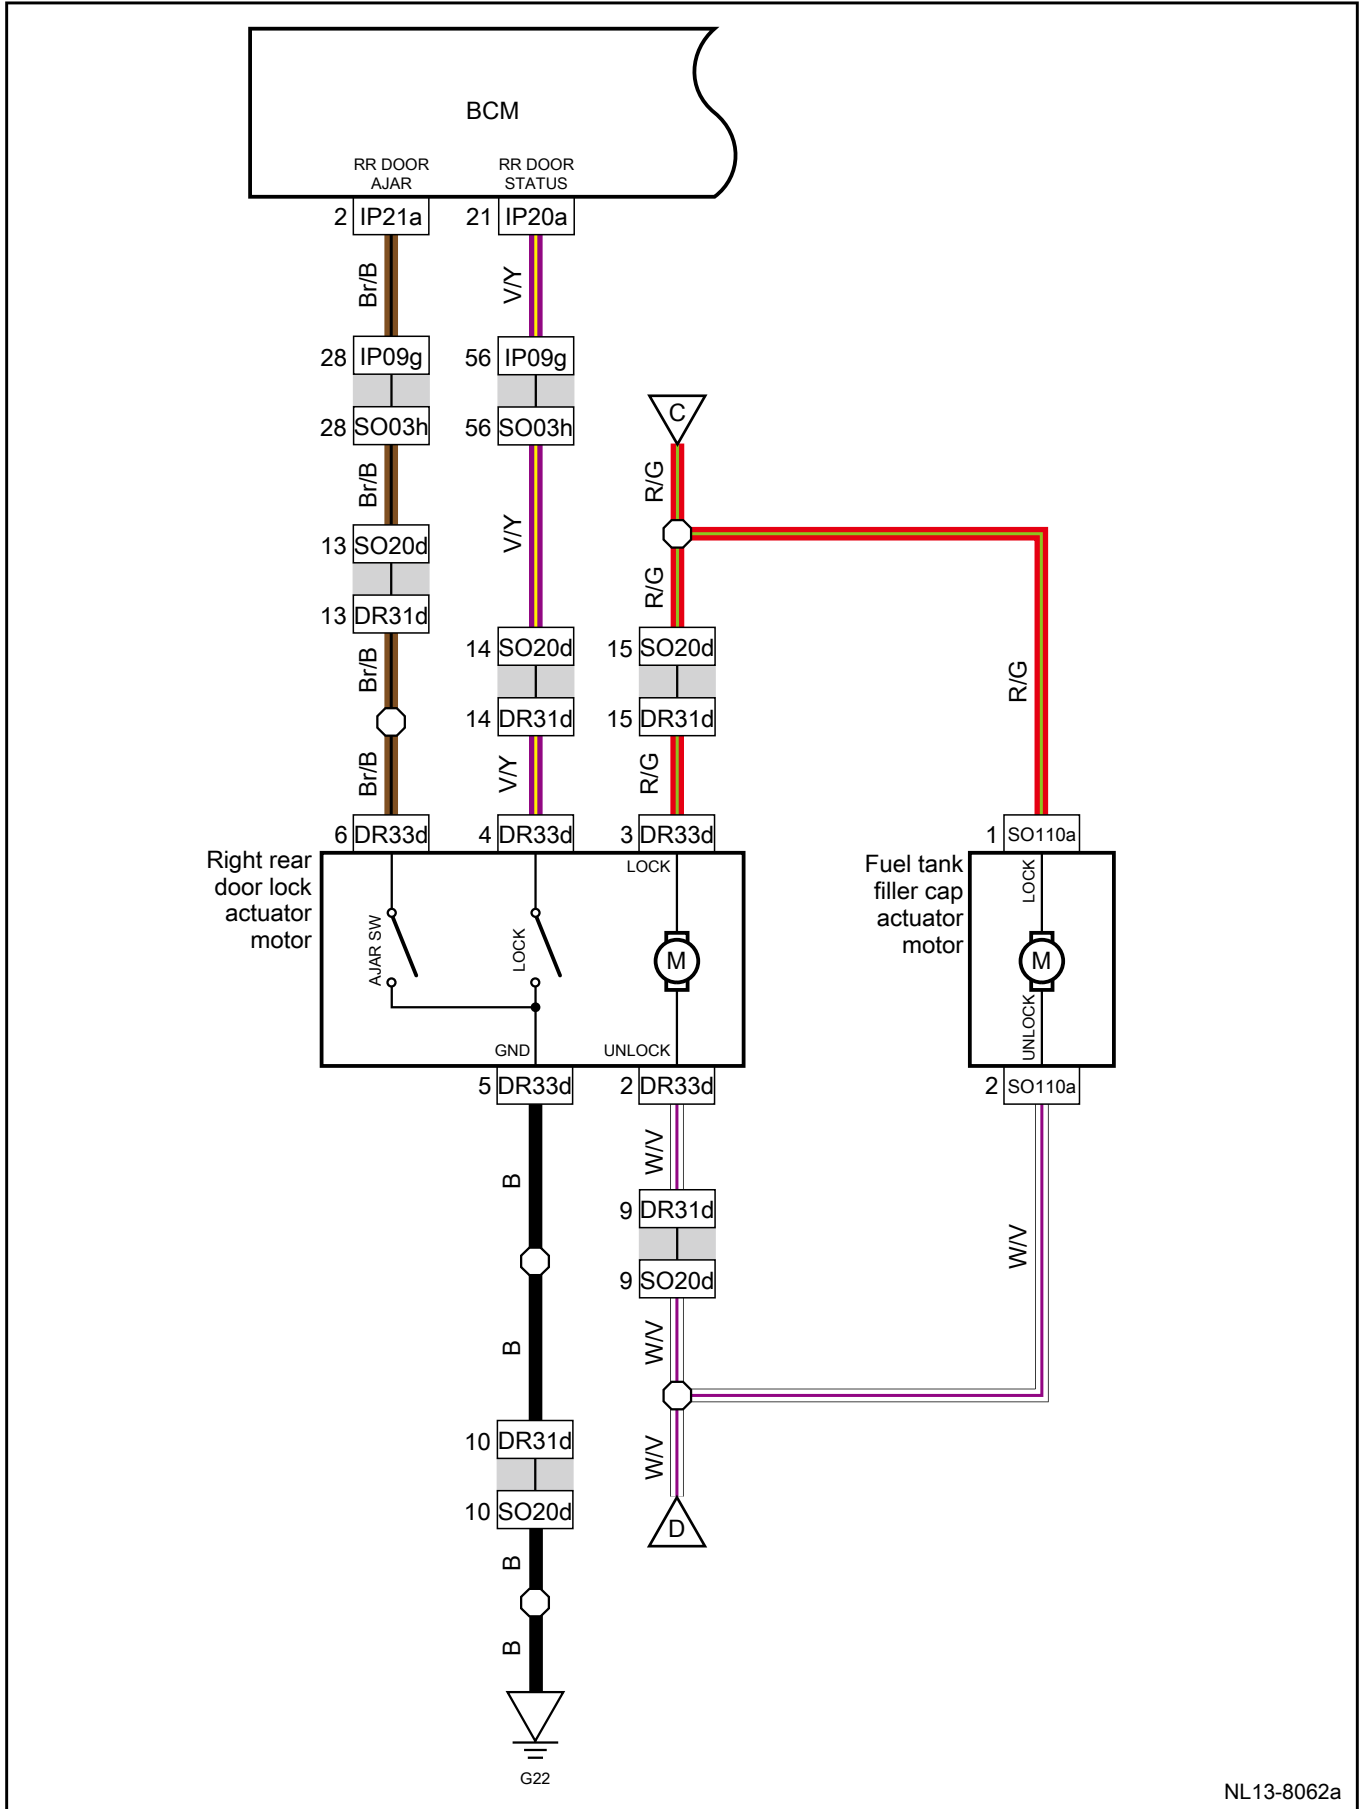 BCM
RR DOOR
AJAR
RR DOOR
STATUS
2 IP21a
21 IP20a
Br/B
V/Y
28 IP09g
56 IP09g
28 SO03h
56 SO03h
C
Br/B
V/Y
R/G
13 SO20d
13 DR31d
R/G
Br/B
14 SO20d
15 SO20d
R/G
14 DR31d
15 DR31d
Br/B
V/Y
R/G
6 DR33d
4 DR33d
3 DR33d
1 SO110a
Right rear
door lock
actuator
motor
AJAR SW
LOCK
LOCK
M
GND
UNLOCK
Fuel tank
filler cap
actuator
motor
LOCK
M
UNLOCK
5 DR33d
2 DR33d
2 SO110a
B
W/V
9 DR31d
W/V
9 SO20d
B
W/V
10 DR31d
W/V
10 SO20d
D
B
B
G22
NL13-8062a